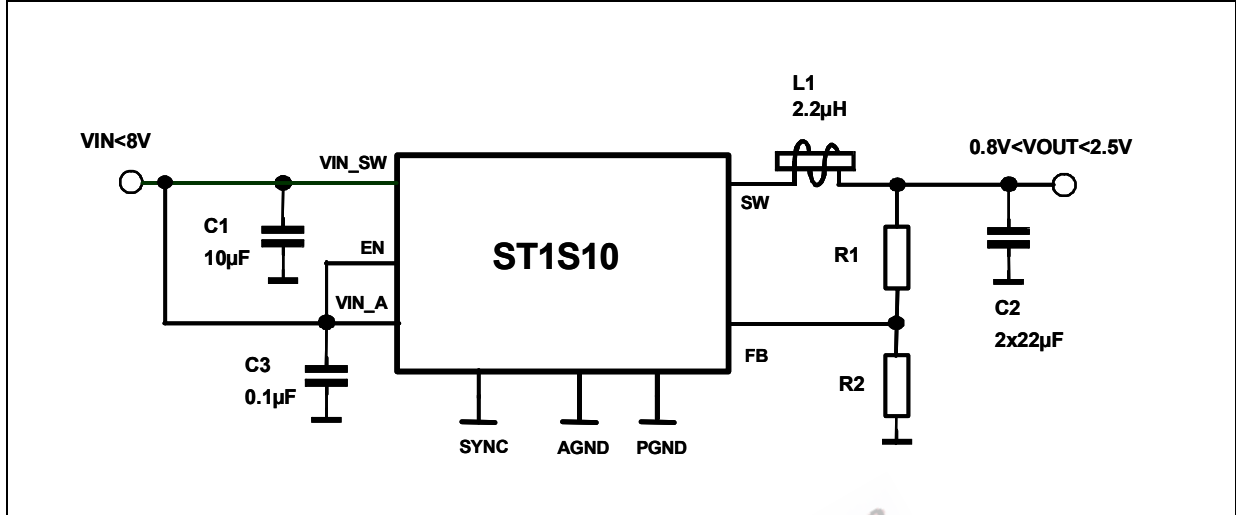 L1
2.2µH
VIN<8V
0.8V<VOUT<2.5V
VIN_SW
SW
C1
10µF
EN
ST1S10
R1
VIN_A
C2
2x22µF
FB
C3
0.1µF
R2
SYNC
AGND
PGND